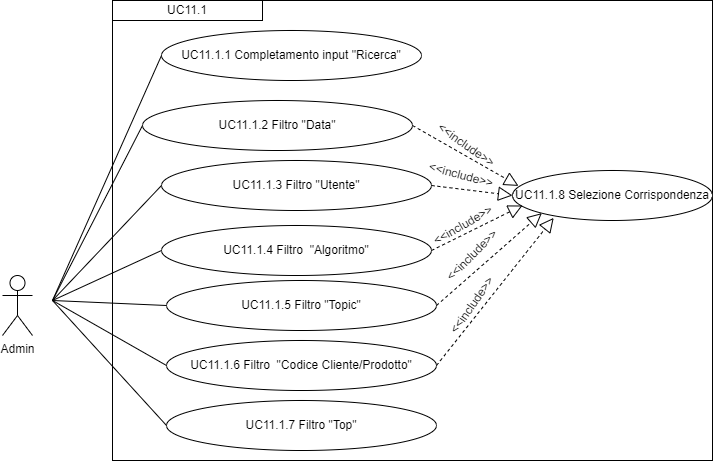 UC11.1
UC11.1.1 Completamento input "Ricerca"
UC11.1.2 Filtro "Data"
<<include>>
UC11.1.3 Filtro "Utente"
<<include>>
UC11.1.8 Selezione Corrispondenza
UC11.1.4 Filtro  "Algoritmo"
<<include>>
UC11.1.5 Filtro "Topic"
<<include>>
UC11.1.6 Filtro  "Codice Cliente/Prodotto"
<<include>>
UC11.1.7 Filtro "Top"
Admin